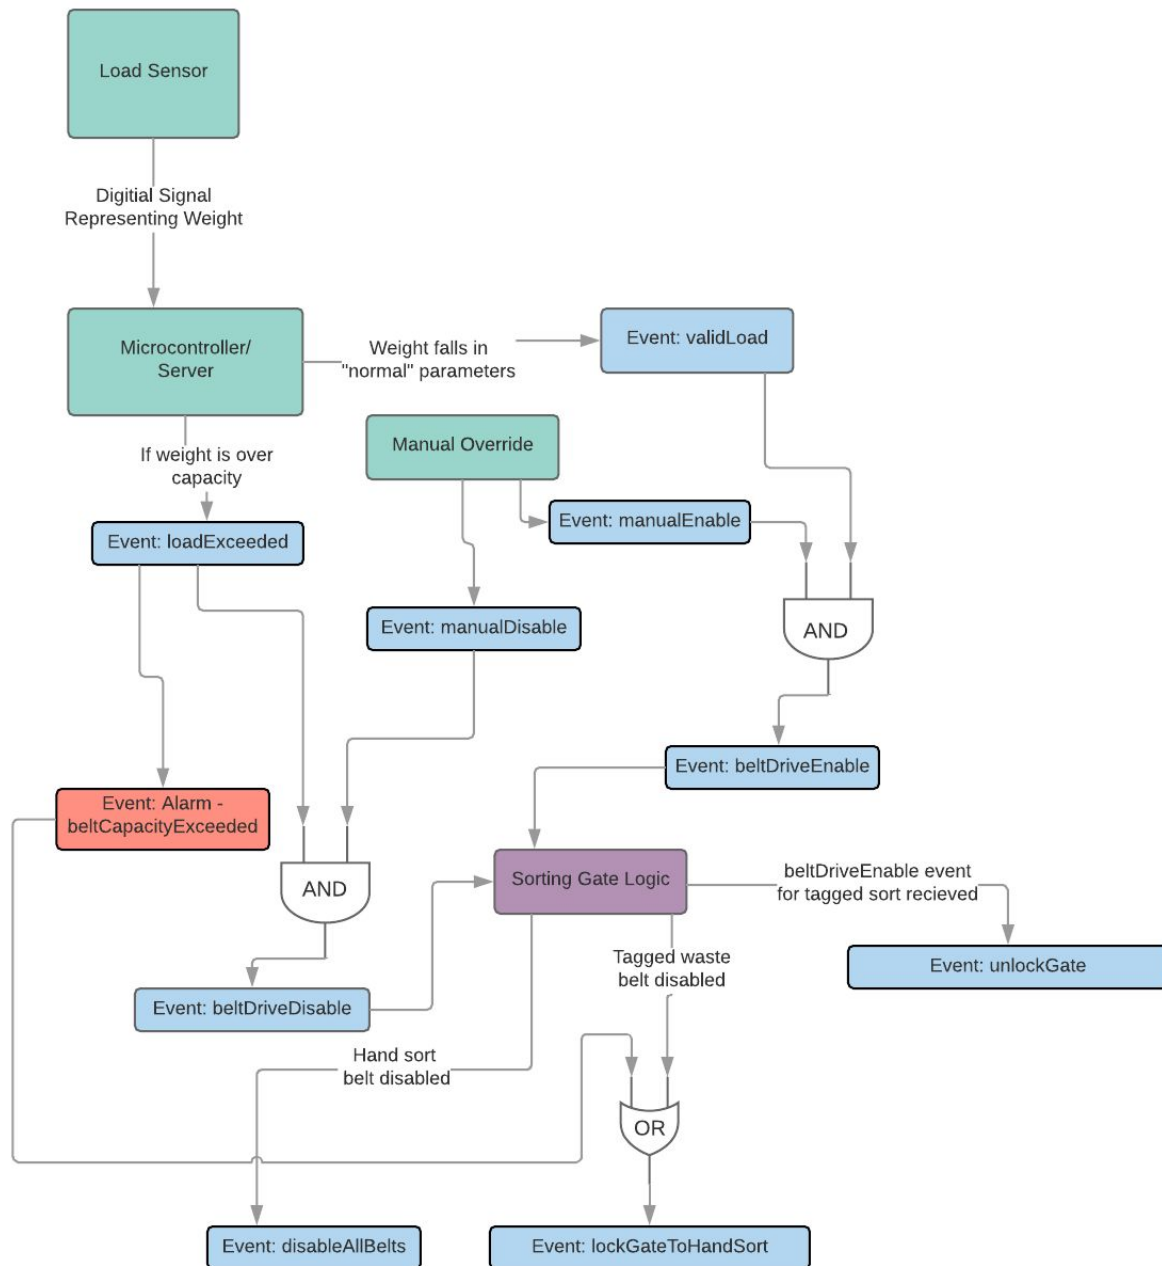 Load Sensor
Digitial Signal
Representing Weight
Microcontroller/
Server
Weight falls in
"normal" parameters
Event: validLoad
If weight is over
capacity
Manual Override
Event: manualEnable
Event: loadExceeded
Event: manualDisable
AND
Event: beltDriveEnable
Event: Alarm -
beltCapacityExceeded
AND
Sorting Gate Logic
beltDriveEnable event
for tagged sort recieved
Tagged waste
belt disabled
Event: unlockGate
Event: beltDriveDisable
Hand sort
belt disabled
OR
Event: disableAllBelts
Event: lockGateToHandSort